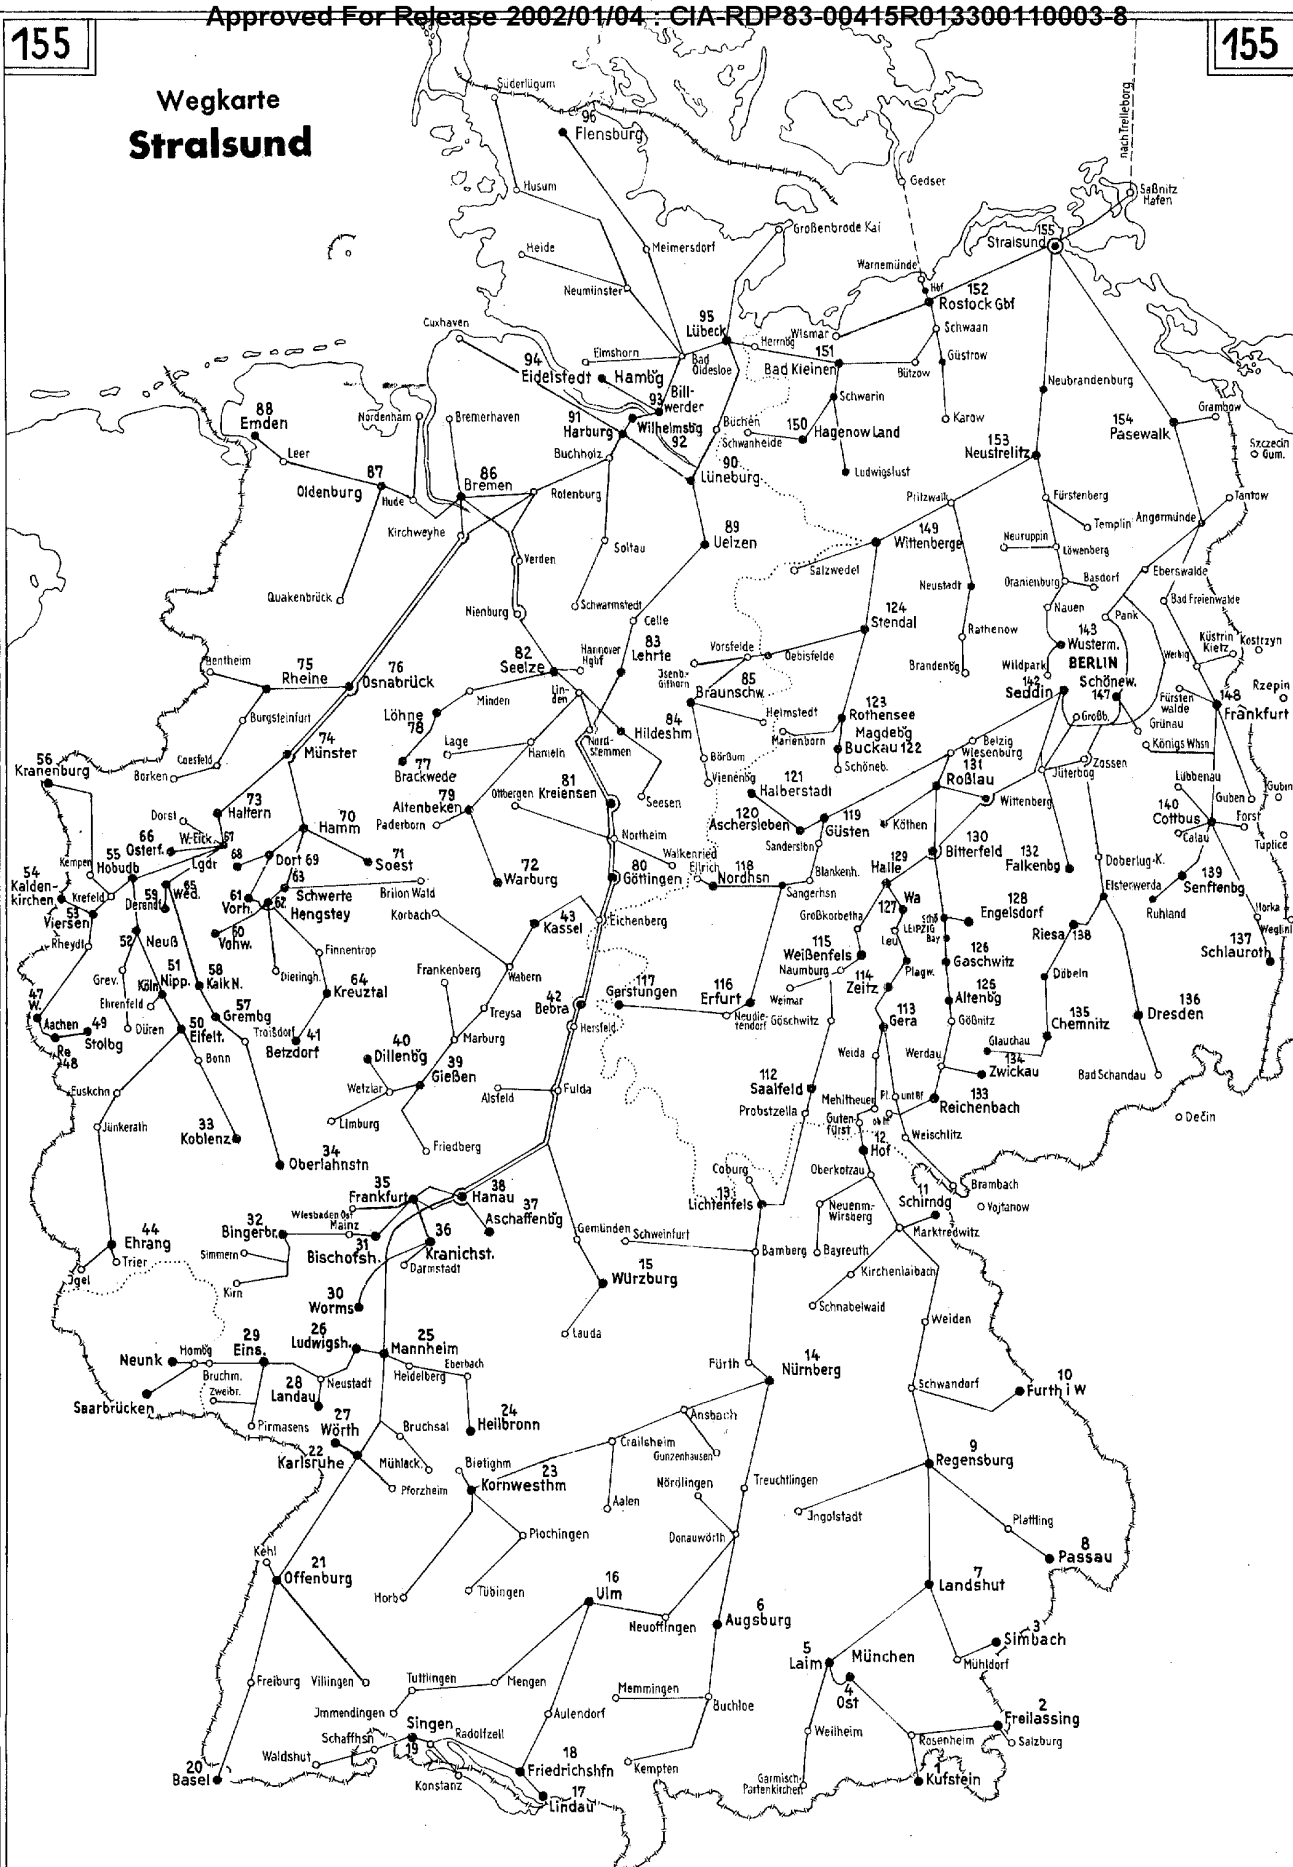 Approved For Release 2002/01/04 : CIA-RDP83-00415R013300110003-8
155
155
Wegkarte
Stralsund
nach Trelleborg
Süderlügum
96
Flensburg
Husum
Gedser
Saßnitz
Hafen
Heide
Meimersdorf
Großenbrode Kai
155
Stralsund
Warnemünde
Hbf
Neumünster
152
Rostock Gbf
Cuxhaven
95
Lübeck
Herrnbg
Wismar
Schwaan
Elmshorn
Bad
Oldesloe
151
Bad Kleinen
Bützow
Güstrow
94
Eidelstedt
Hambg
Bill-
werder
Schwerin
Neubrandenburg
88
Emden
Nordenham
Bremerhaven
93
Wilhelmsbg
91
Harburg
92
Büchen
Schwanheide
150
Hagenow Land
Karow
154
Pasewalk
Grambow
Szczecin
Gum.
Leer
Buchholz
153
Neustrelitz
87
Oldenburg
Hude
86
Bremen
Rotenburg
90
Lüneburg
Ludwigslust
Pritzwalk
Fürstenberg
Tantow
Kirchweyhe
Verden
Soltau
89
Uelzen
149
Wittenberge
Templin
Angermünde
Neuruppin
Löwenberg
Salzwedel
Eberswalde
Quakenbrück
Nienburg
Schwarmstedt
Celle
Neustadt
Oranienburg
Basdorf
Bad Freienwalde
Nauen
Pank
124
Stendal
Rathenow
143
Wusterm.
Küstrin
Kietz
Kostrzyn
Bentheim
75
Rheine
76
Osnabrück
82
Seelze
Hannover
Hgbf
83
Lehrte
Vorsfelde
Oebisfelde
Jsenb.-
Gifhorn
85
Braunschw.
Brandenbg
Wildpark
BERLIN
142
Seddin
Schönew.
147
Werbig
Rzepin
Minden
Lin-
den
Helmstedt
123
Rothensee
Magdebg
Buckau 122
Schöneb.
Großb.
Fürsten
walde
148
Frankfurt
Burgsteinfurt
Löhne
78
Lage
Hameln
Nord-
stemmen
84
Hildeshm
Marienborn
Belzig
Wiesenburg
Grünau
Königs Whsn
74
Münster
77
Brackwede
Börßum
Vienenbg
56
Kranenburg
Coesfeld
Borken
Ottbergen
81
Kreiensen
Seesen
121
Halberstadt
131
Roßlau
Jüterbog
Zossen
Lübbenau
Guben
Gubin
73
Haltern
79
Altenbeken
Paderborn
120
Aschersleben
119
Güsten
Köthen
Wittenberg
140
Cottbus
Forst
Dorst
70
Hamm
Northeim
Sanderslbn
130
Bitterfeld
Calau
Tuplice
66
Osterf.
W.-Eick.
67
Lgdr
68
Dort 69
71
Soest
72
Warburg
Walkenried
Ellrich
80
Göttingen
118
Nordhsn
Blankenh.
Sangerhsn
129
Halle
132
Falkenbg
Doberlug-K.
139
Senftenbg
Ruhland
Kempen
55
Hobudb
54
Kalden-
kirchen
Krefeld
53
Viersen
Rheydt
59
Derendf
65
Wed.
61
Vorh.
63
Schwerte
62
Hengstey
60
Vohw.
Brilon Wald
Korbach
43
Kassel
Eichenberg
Großkorbetha
Wa
127
LEIPZIG
Leu
Schö
Bay
128
Engelsdorf
Elsterwerda
Riesa
138
Horka
Weglini
137
Schlauroth
52
Neuß
51
Nipp.
58
Kalk N.
Finnentrop
Dieringh.
64
Kreuztal
Frankenberg
Wabern
115
Weißenfels
Naumburg
114
Zeitz
Plagw.
126
Gaschwitz
Döbeln
Grev.
Köln
Ehrenfeld
Düren
57
Grembg
Troisdorf
47
W.
Aachen
49
Stolbg
Re
48
50
Eifelt.
Bonn
41
Betzdorf
Treysa
42
Bebra
117
Gerstungen
Hersfeld
116
Erfurt
Neudie-
tendorf
Weimar
Göschwitz
113
Gera
125
Altenbg
Gößnitz
135
Chemnitz
136
Dresden
40
Dillenbg
Marburg
39
Gießen
Weida
Werdau
Glauchau
134
Zwickau
Bad Schandau
Euskchn
Wetzlar
Alsfeld
Fulda
112
Saalfeld
Probstzella
Mehltheuer
Pl.
unt Bf
ob Bf
133
Reichenbach
Děčin
Jünkerath
33
Koblenz
Limburg
Friedberg
Guten-
fürst
12
Hof
Weischlitz
34
Oberlahnstn
Coburg
Oberkotzau
Brambach
Vojtanow
35
Frankfurt
38
Hanau
37
Aschaffenbg
13
Lichtenfels
Neuenm.-
Wirsberg
11
Schirndg
Marktredwitz
44
Ehrang
32
Bingerbr.
Wiesbaden Ost
Mainz
31
Bischofsh.
36
Kranichst.
Darmstadt
Gemünden
Schweinfurt
Bamberg
Bayreuth
Jgel
Trier
Simmern
Kirn
15
Würzburg
Kirchenlaibach
30
Worms
Schnabelwaid
Lauda
Weiden
Neunk
Hombg
29
Eins.
26
Ludwigsh.
25
Mannheim
Eberbach
Heidelberg
Fürth
14
Nürnberg
Bruchm.
Zweibr.
28
Landau
Neustadt
10
Furth i W
Schwandorf
Saarbrücken
Pirmasens
27
Wörth
Bruchsal
24
Heilbronn
Ansbach
Crailsheim
Gunzenhausen
22
Karlsruhe
Mühlack.
Pforzheim
Bietighm
23
Kornwesthm
Aalen
Nördlingen
Treuchtlingen
9
Regensburg
Jngolstadt
Plattling
Plochingen
Donauwörth
8
Passau
Kehl
21
Offenburg
Horb
Tübingen
16
Ulm
Neuoffingen
6
Augsburg
7
Landshut
3
Simbach
5
Laim
München
4
Ost
Mühldorf
Freiburg
Villingen
Tuttlingen
Mengen
Memmingen
Buchloe
2
Freilassing
Salzburg
Jmmendingen
Aulendorf
Weilheim
Rosenheim
Schaffhsn
Singen
19
Radolfzell
Waldshut
Konstanz
18
Friedrichshfn
Kempten
20
Basel
17
Lindau
Garmisch-
Partenkirchen
1
Kufstein